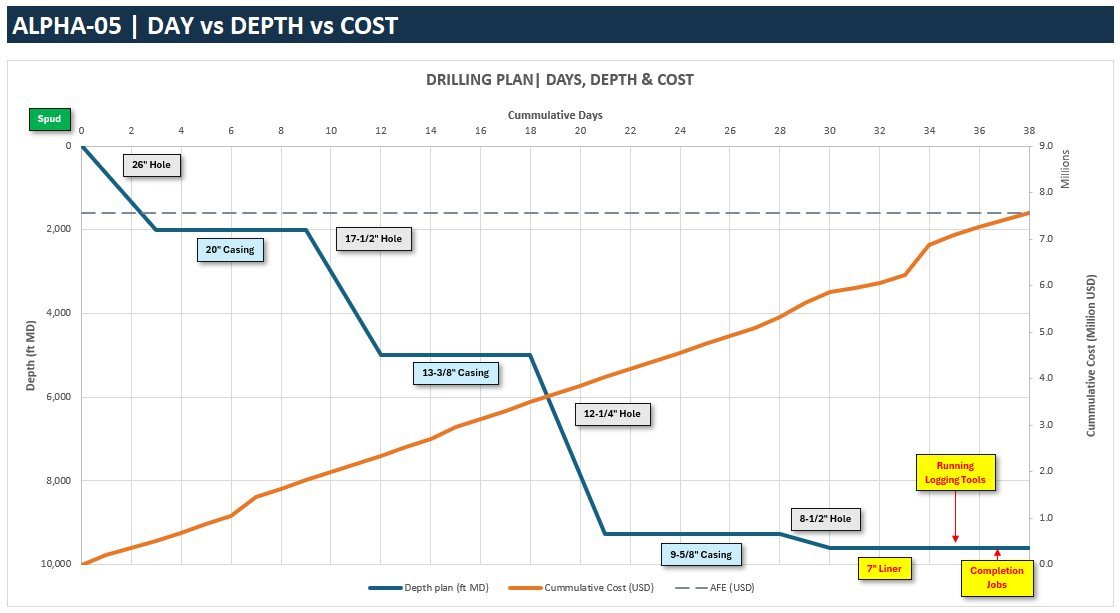 ALPHA-05 | DAY vs DEPTH vs COST
DRILLING PLAN| DAYS, DEPTH & COST
Cummulative Days
Spud
0 2 4 6 8 10 12 14 16 18 20 22 24 26 28 30 32 34 36 38
0
2,000
4,000
6,000
8,000
10,000
Depth (ft MD)
9.0
8.0
7.0
6.0
5.0
4.0
3.0
2.0
1.0
0.0
Millions
Cummulative Cost (Million USD)
26" Hole
20" Casing
17-1/2" Hole
13-3/8" Casing
12-1/4" Hole
9-5/8" Casing
8-1/2" Hole
7" Liner
Running
Logging Tools
Completion
Jobs
Depth plan (ft MD) Cummulative Cost (USD) AFE (USD)